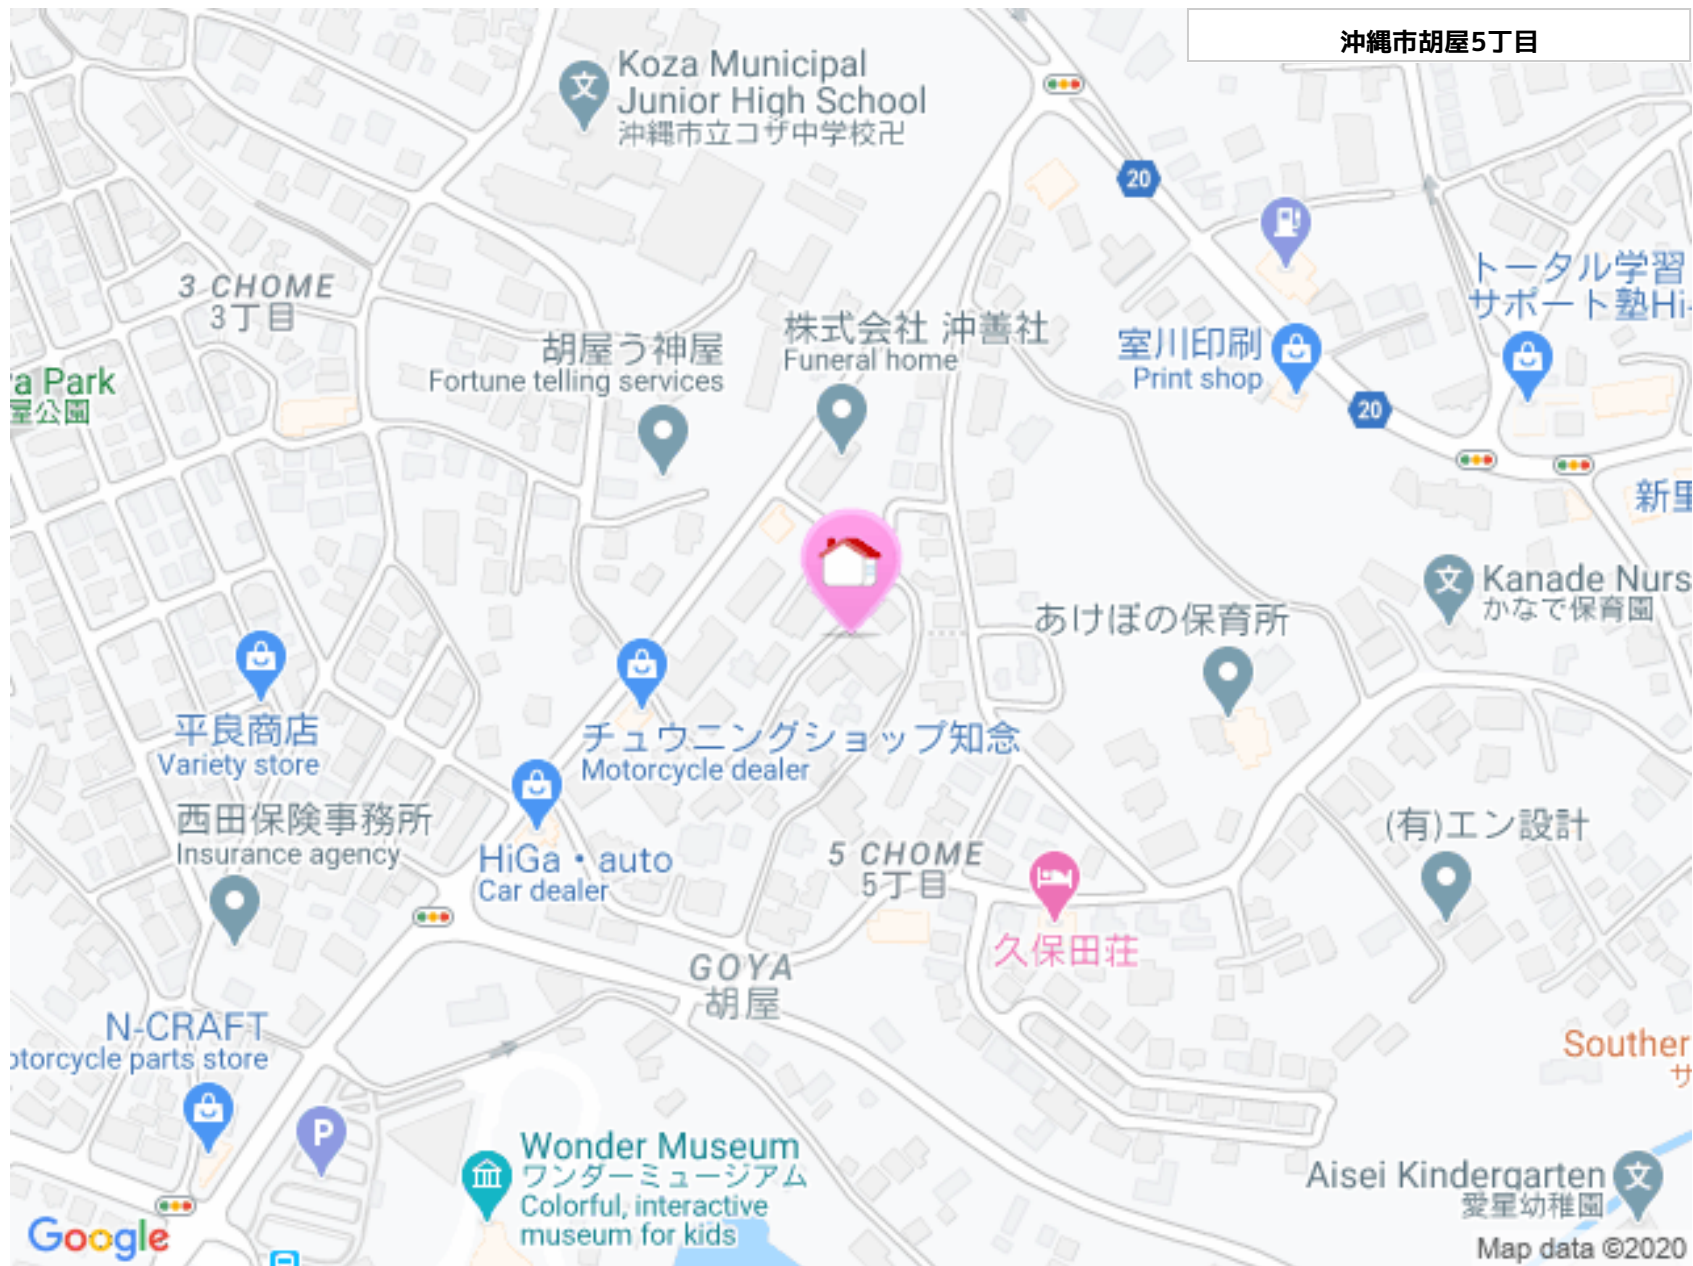 沖縄市胡屋5丁目
Koza Municipal
Junior High School
沖縄市立コザ中学校卍
20
3 CHOME
3丁目
トータル学習
サポート塾Hi-
株式会社 沖善社
Funeral home
室川印刷
Print shop
胡屋う神屋
Fortune telling services
a Park
屋公園
20
新里
Kanade Nurs
かなで保育園
文
文
あけぼの保育所
平良商店
Variety store
チュウニングショップ知念
Motorcycle dealer
西田保険事務所
Insurance agency
HiGa・auto
Car dealer
5 CHOME
5丁目
(有)エン設計
久保田荘
GOYA
胡屋
N-CRAFT
otorcycle parts store
P
Souther
サ
Wonder Museum
ワンダーミュージアム
Colorful, interactive
museum for kids
Aisei Kindergarten
愛星幼稚園
文
Google
Map data ©2020